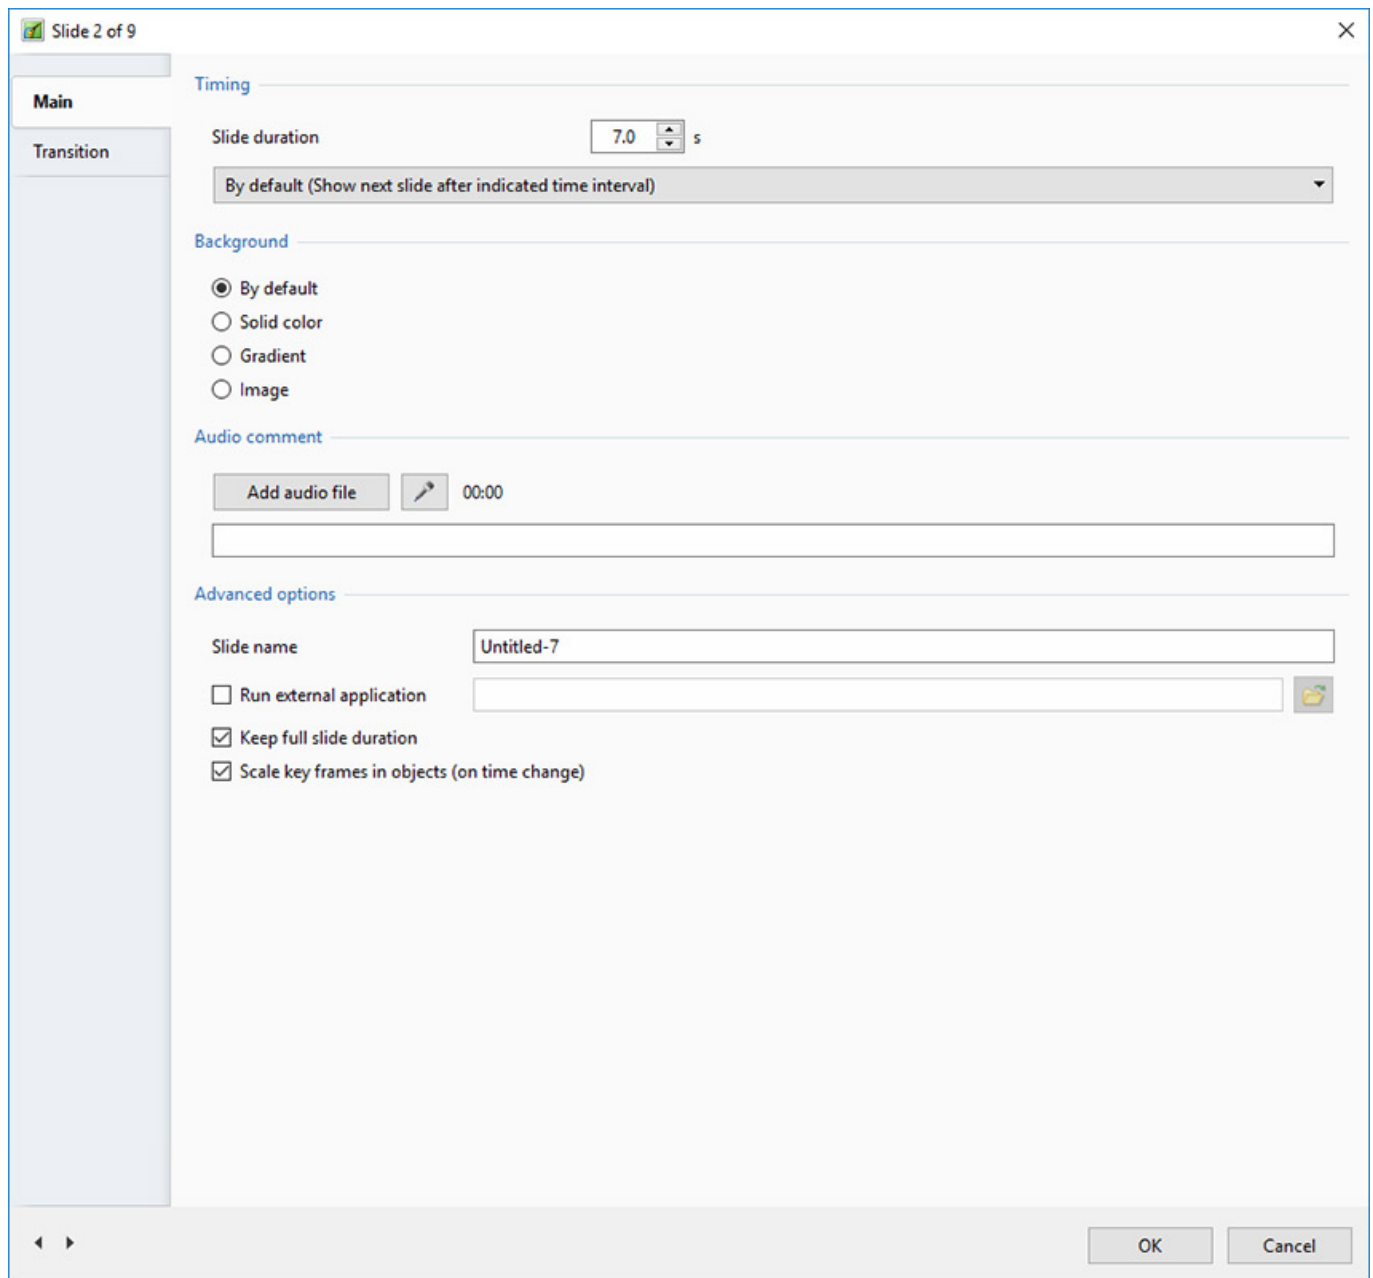 Slide 2 of 9
Main
Transition
Timing
Slide duration 7.0 s
By default (Show next slide after indicated time interval)
Background
By default
Solid color
Gradient
Image
Audio comment
Add audio file 00:00
Advanced options
Slide name Untitled-7
Run external application
Keep full slide duration
Scale key frames in objects (on time change)
OK Cancel